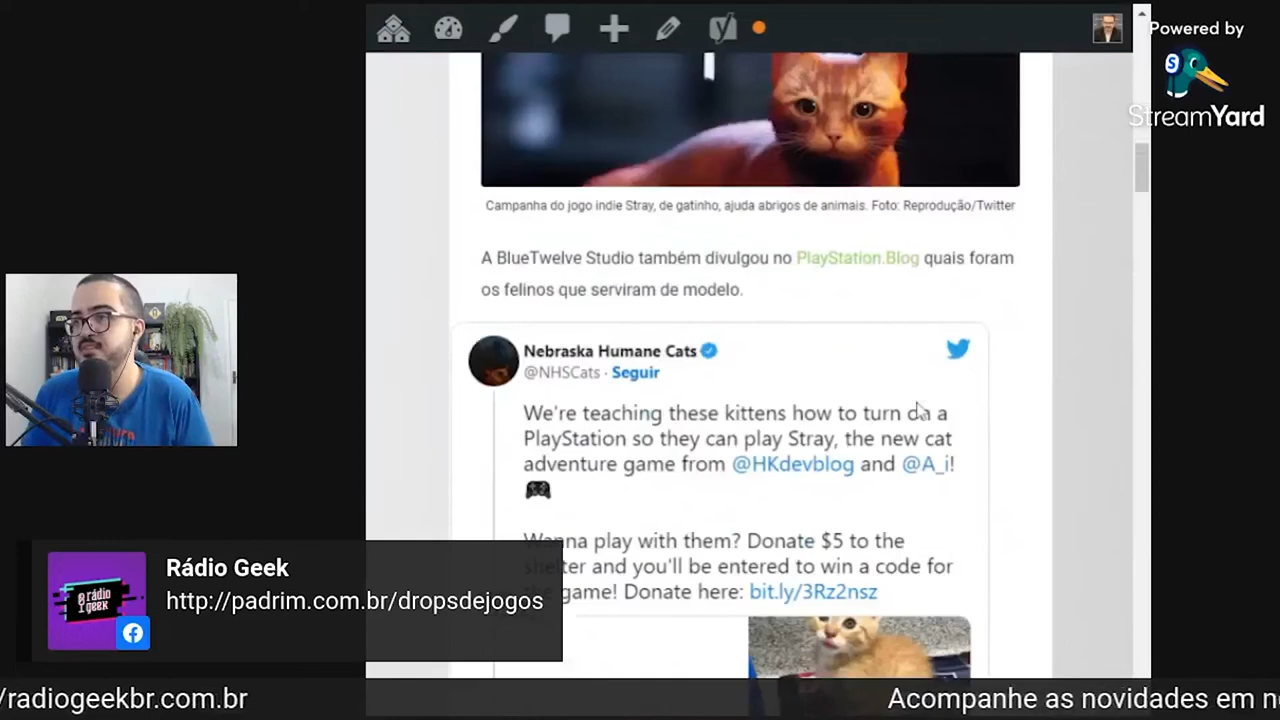 Powered by
StreamYard
Campanha do jogo indie Stray, de gatinho, ajuda abrigos de animais. Foto: Reprodução/Twitter
A BlueTwelve Studio também divulgou no PlayStation.Blog quais foram
os felinos que serviram de modelo.
Nebraska Humane Cats
@NHSCats · Seguir
We're teaching these kittens how to turn a
PlayStation so they can play Stray, the new cat
adventure game from @HKdevblog and @A_i!
Wanna play with them? Donate $5 to the
shelter and you'll be entered to win a code for
the game! Donate here: bit.ly/3Rz2nsz
Rádio Geek
http://padrim.com.br/dropsdejogos
/radiogeekbr.com.br
Acompanhe as novidades em